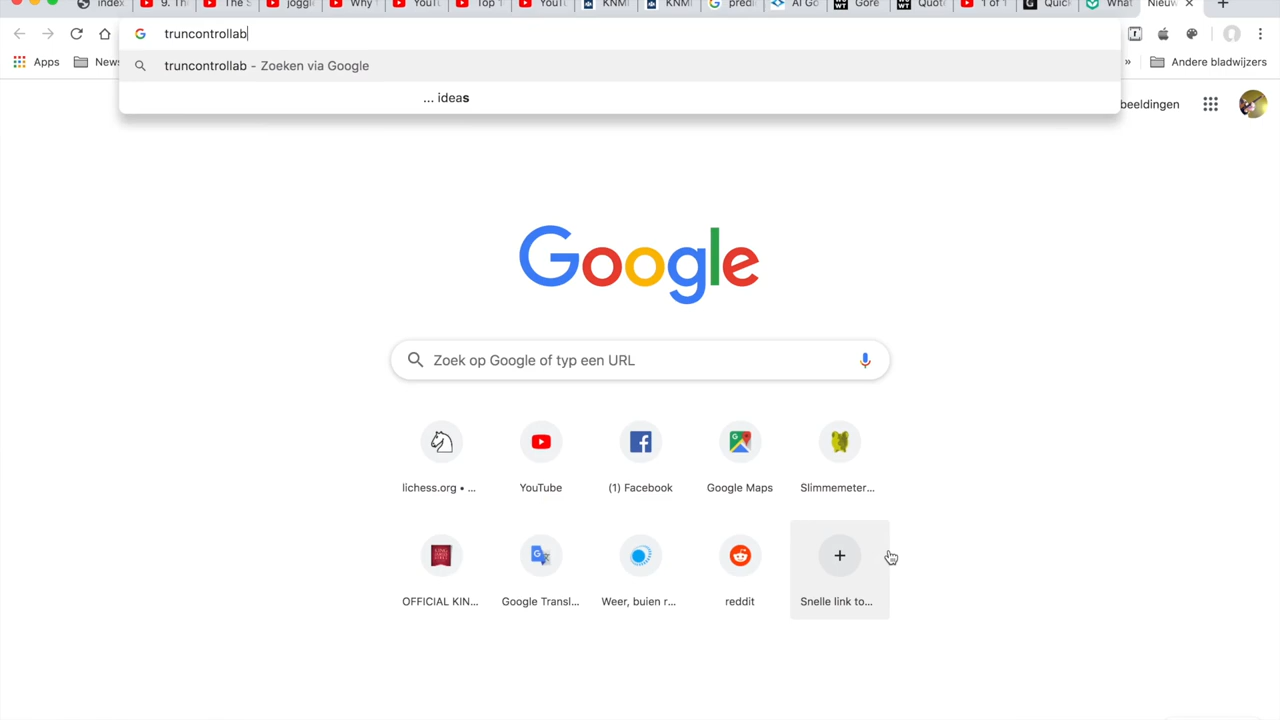 index
9. Th
The S
joggle
Why
YouTu
Top 1
YouTu
KNMI
KNMI
predi
AI Go
Gore
Quot
1 of 1
Quick
What
Nieuw
truncontrollab
truncontrollab - Zoeken via Google
... ideas
Apps
News
Andere bladwijzers
beeldingen
Google
Zoek op Google of typ een URL
lichess.org • ...
YouTube
(1) Facebook
Google Maps
Slimmemeter...
OFFICIAL KIN...
Google Transl...
Weer, buien r...
reddit
Snelle link to...